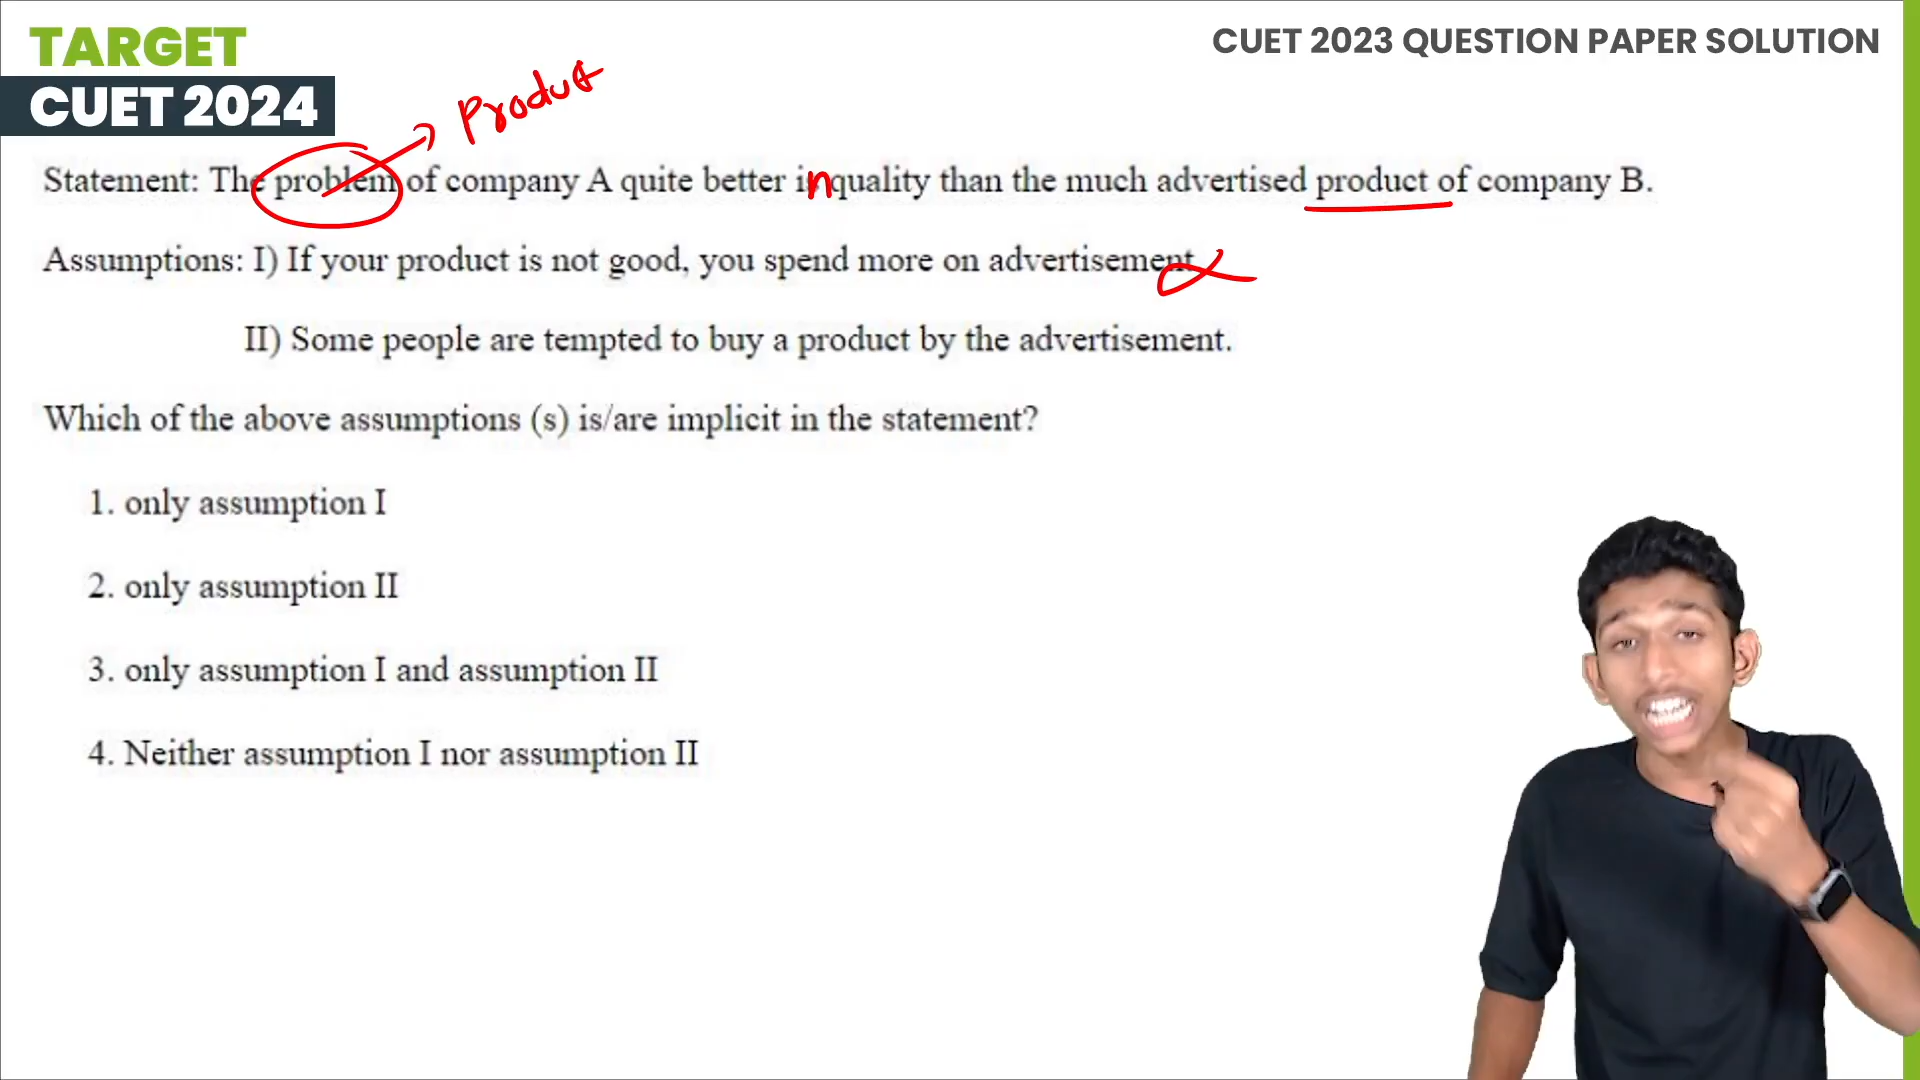 TARGET
CUET 2024
CUET 2023 QUESTION PAPER SOLUTION
Product
Statement: The problem of company A quite better in quality than the much advertised product of company B.
Assumptions: I) If your product is not good, you spend more on advertisement
II) Some people are tempted to buy a product by the advertisement.
Which of the above assumptions (s) is/are implicit in the statement?
1. only assumption I
2. only assumption II
3. only assumption I and assumption II
4. Neither assumption I nor assumption II